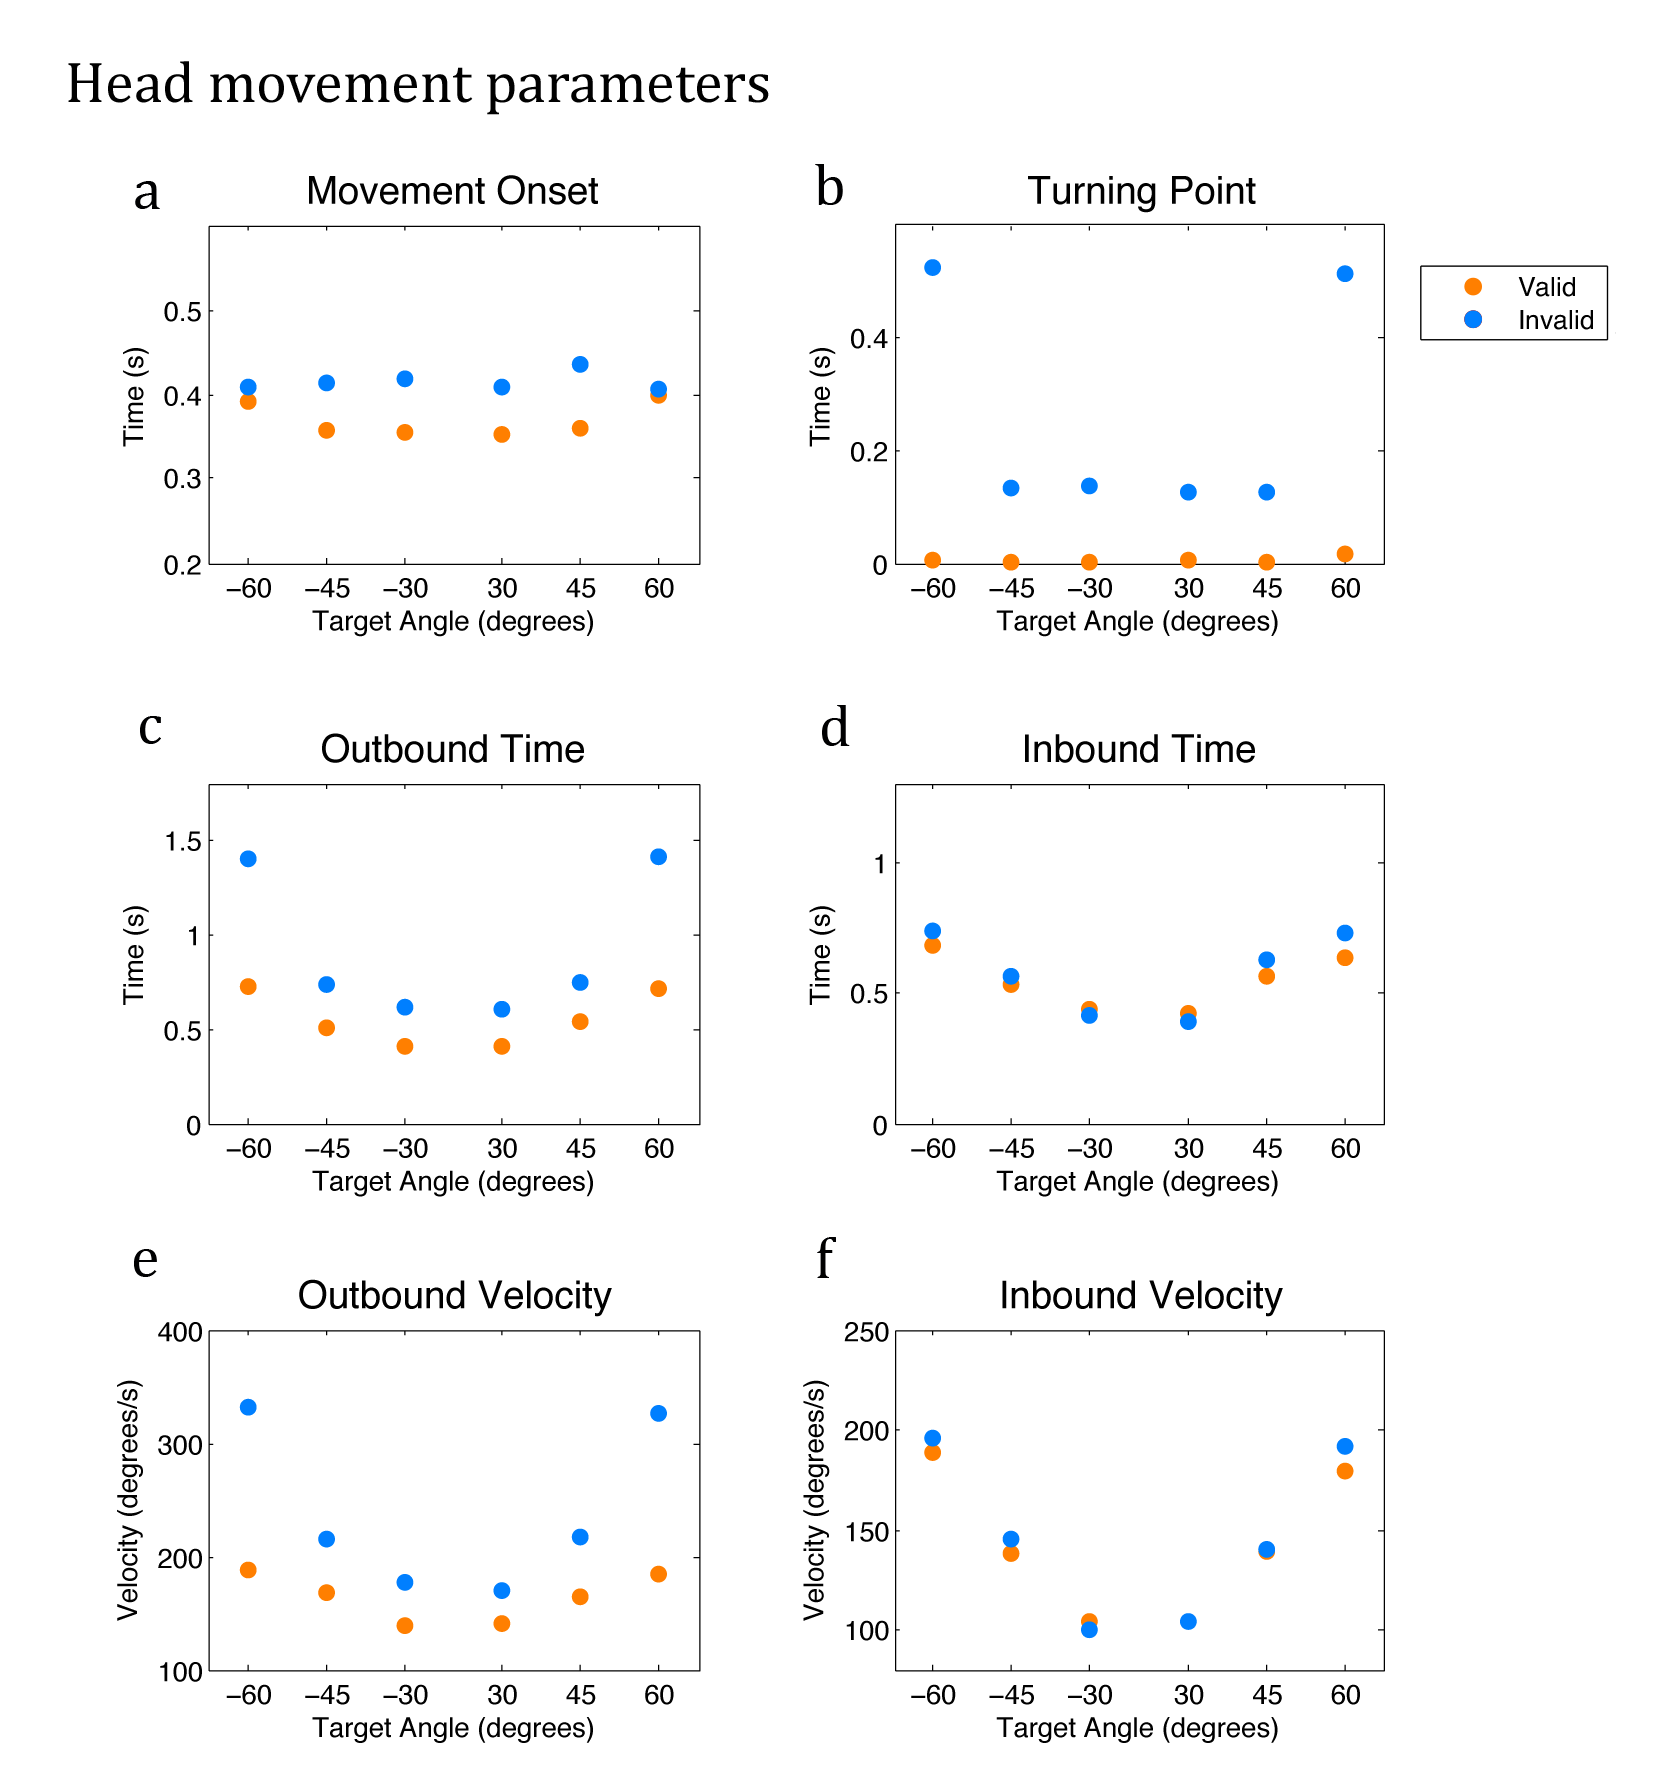 Head movement parameters
a
Movement Onset
0.5
0.4
0.3
0.2
Time (s)
−60 −45 −30 30 45 60
Target Angle (degrees)
b
Turning Point
0.4
0.2
0
Time (s)
−60 −45 −30 30 45 60
Target Angle (degrees)
Valid
Invalid
c
Outbound Time
1.5
1
0.5
0
Time (s)
−60 −45 −30 30 45 60
Target Angle (degrees)
d
Inbound Time
1
0.5
0
Time (s)
−60 −45 −30 30 45 60
Target Angle (degrees)
e
Outbound Velocity
400
300
200
100
Velocity (degrees/s)
−60 −45 −30 30 45 60
Target Angle (degrees)
f
Inbound Velocity
250
200
150
100
Velocity (degrees/s)
−60 −45 −30 30 45 60
Target Angle (degrees)